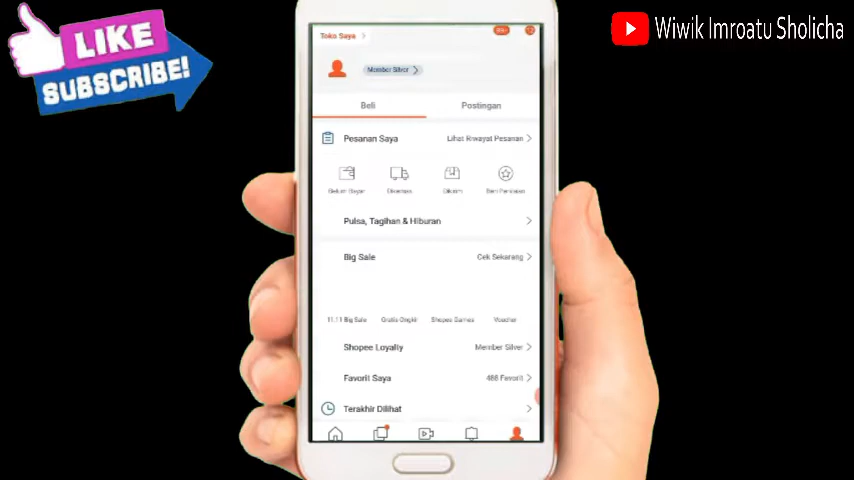 LIKE
SUBSCRIBE!
Wiwik Imroatu Sholicha
Toko Saya
Member Silver
Beli
Postingan
Pesanan Saya
Lihat Riwayat Pesanan
Belum Bayar
Dikemas
Dikirim
Beri Penilaian
Pulsa, Tagihan & Hiburan
Big Sale
Cek Sekarang
11.11 Big Sale
Gratis Ongkir
Shopee Games
Voucher
Shopee Loyalty
Member Silver
Favorit Saya
488 Favorit
Terakhir Dilihat